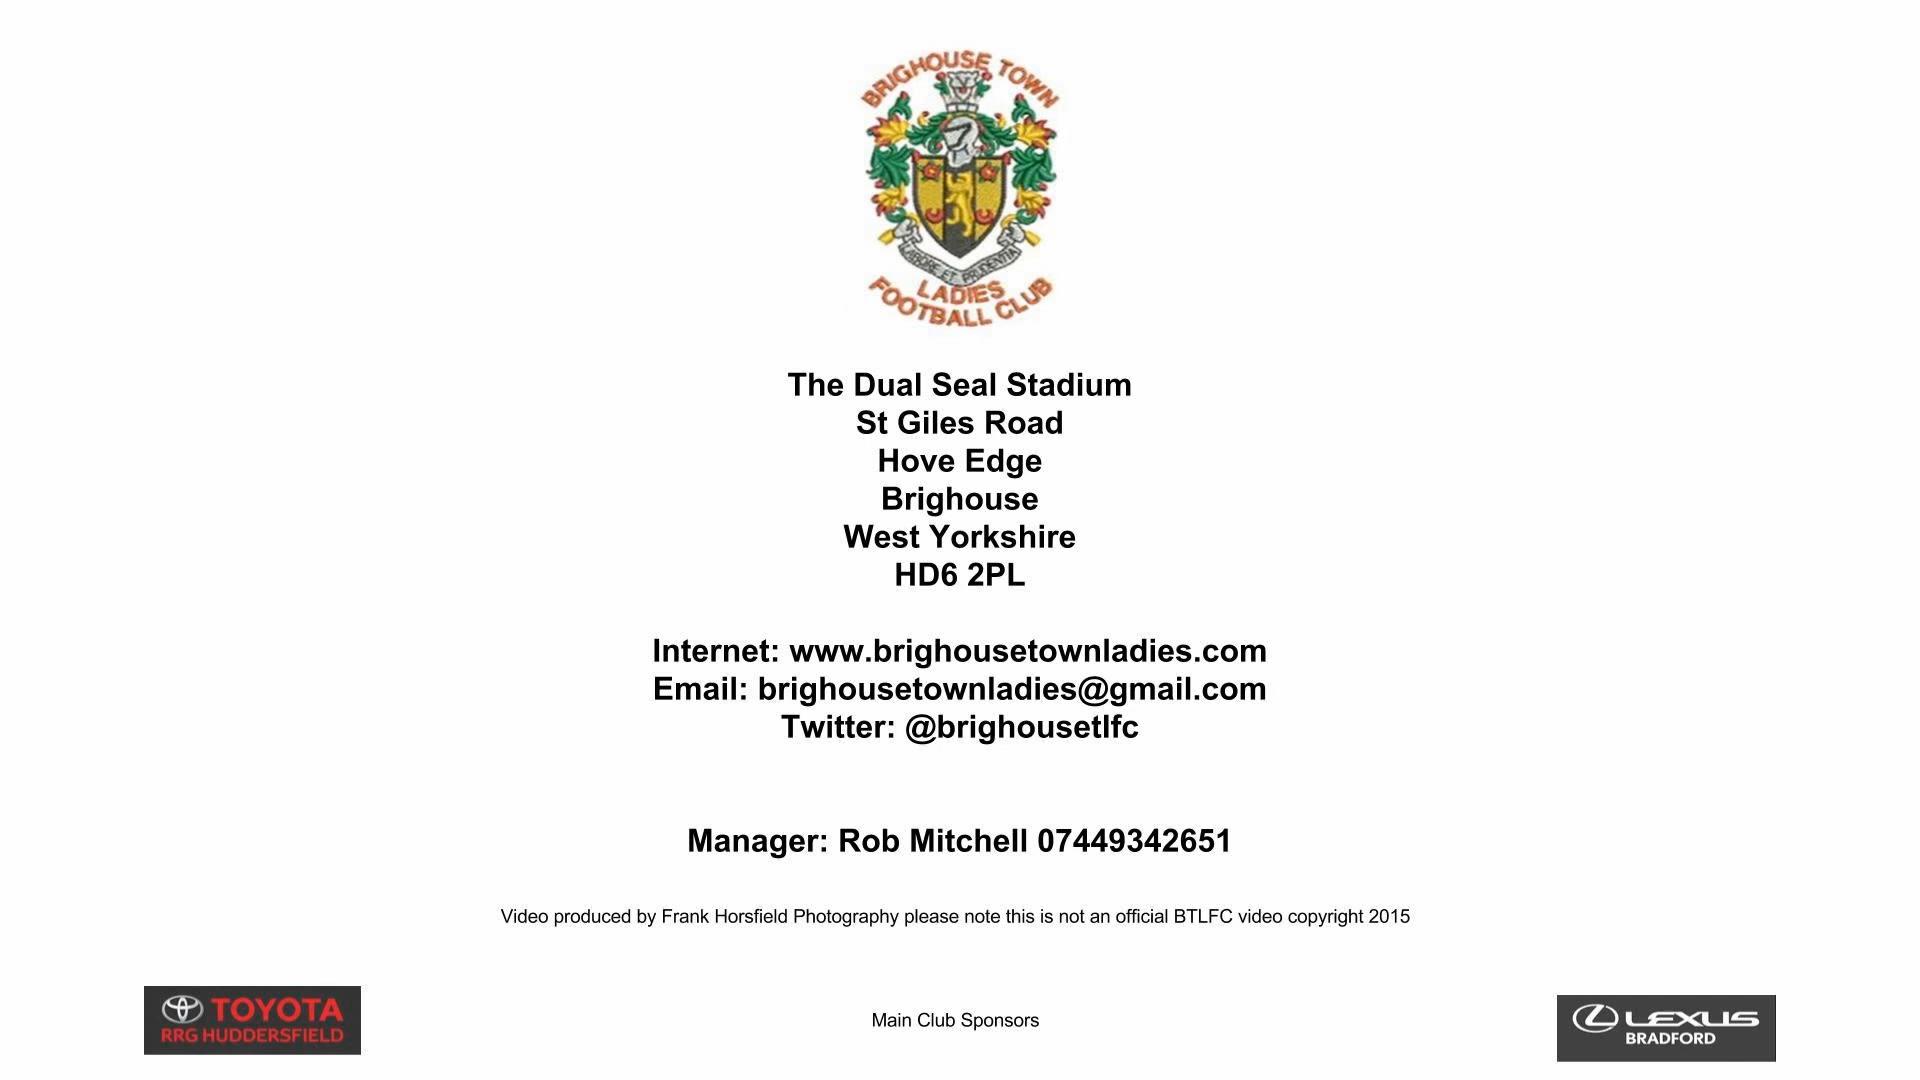 BRIGHOUSE TOWN
LABORE ET PRUDENTIA
LADIES
FOOTBALL CLUB
The Dual Seal Stadium
St Giles Road
Hove Edge
Brighouse
West Yorkshire
HD6 2PL
Internet: www.brighousetownladies.com
Email: brighousetownladies@gmail.com
Twitter: @brighousetlfc
Manager: Rob Mitchell 07449342651
Video produced by Frank Horsfield Photography please note this is not an official BTLFC video copyright 2015
TOYOTA
RRG HUDDERSFIELD
Main Club Sponsors
LEXUS
BRADFORD